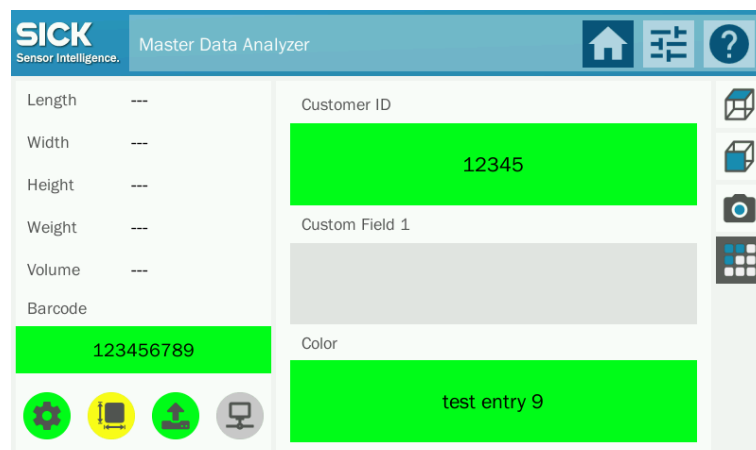 SICK
Sensor Intelligence.
Master Data Analyzer
?
Length ---
Width ---
Height ---
Weight ---
Volume ---
Barcode
123456789
Customer ID
12345
Custom Field 1
Color
test entry 9